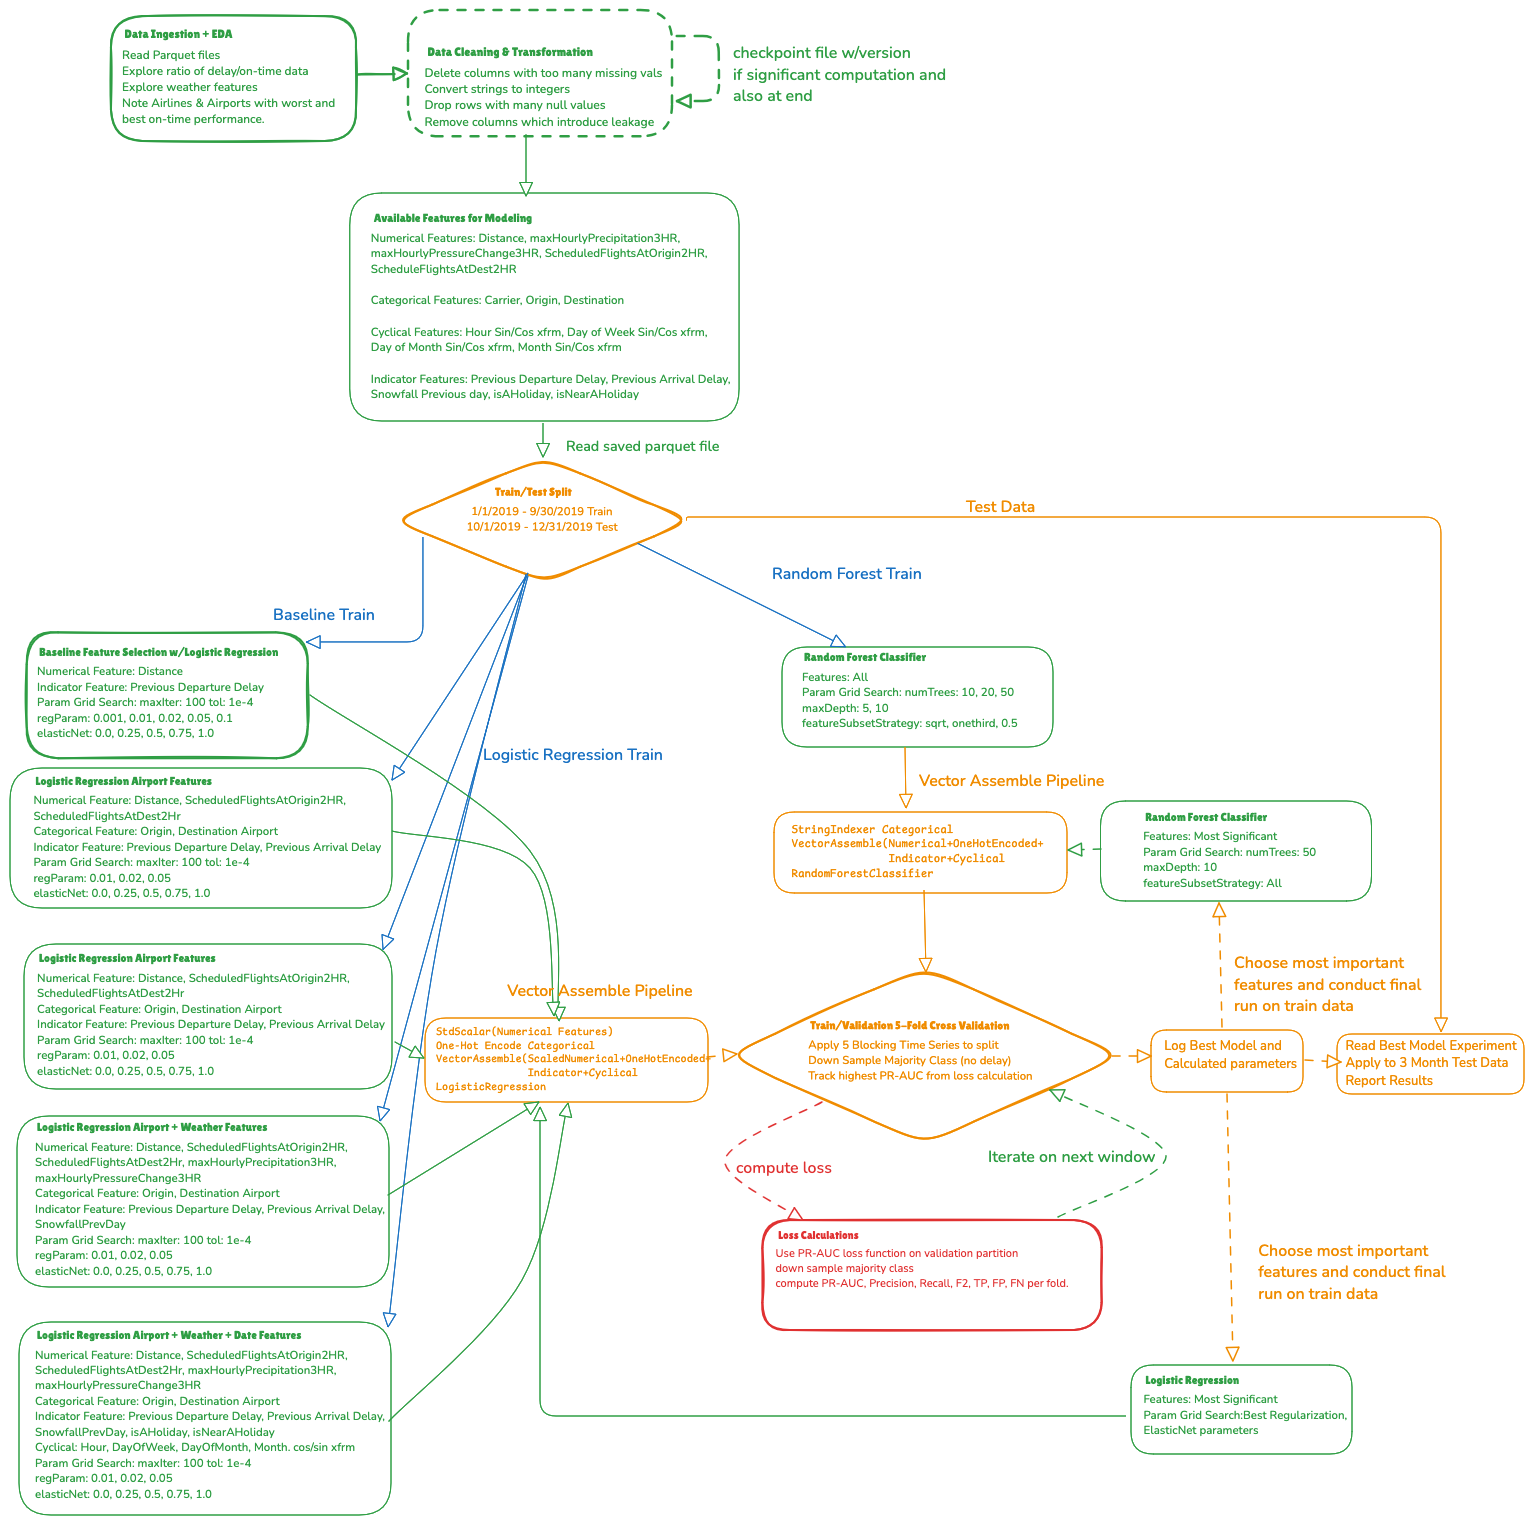 Data Ingestion + EDA
Read Parquet files
Explore ratio of delay/on-time data
Explore weather features
Note Airlines & Airports with worst and
best on-time performance.
Data Cleaning & Transformation
Delete columns with too many missing vals
Convert strings to integers
Drop rows with many null values
Remove columns which introduce leakage
checkpoint file w/version
if significant computation and
also at end
Available Features for Modeling
Numerical Features: Distance, maxHourlyPrecipitation3HR,
maxHourlyPressureChange3HR, ScheduledFlightsAtOrigin2HR,
ScheduleFlightsAtDest2HR
Categorical Features: Carrier, Origin, Destination
Cyclical Features: Hour Sin/Cos xfrm, Day of Week Sin/Cos xfrm,
Day of Month Sin/Cos xfrm, Month Sin/Cos xfrm
Indicator Features: Previous Departure Delay, Previous Arrival Delay,
Snowfall Previous day, isAHoliday, isNearAHoliday
Read saved parquet file
Train/Test Split
1/1/2019 - 9/30/2019 Train
10/1/2019 - 12/31/2019 Test
Test Data
Random Forest Train
Baseline Train
Baseline Feature Selection w/Logistic Regression
Numerical Feature: Distance
Indicator Feature: Previous Departure Delay
Param Grid Search: maxIter: 100 tol: 1e-4
regParam: 0.001, 0.01, 0.02, 0.05, 0.1
elasticNet: 0.0, 0.25, 0.5, 0.75, 1.0
Logistic Regression Train
Random Forest Classifier
Features: All
Param Grid Search: numTrees: 10, 20, 50
maxDepth: 5, 10
featureSubsetStrategy: sqrt, onethird, 0.5
Vector Assemble Pipeline
Logistic Regression Airport Features
Numerical Feature: Distance, ScheduledFlightsAtOrigin2HR,
ScheduledFlightsAtDest2Hr
Categorical Feature: Origin, Destination Airport
Indicator Feature: Previous Departure Delay, Previous Arrival Delay
Param Grid Search: maxIter: 100 tol: 1e-4
regParam: 0.01, 0.02, 0.05
elasticNet: 0.0, 0.25, 0.5, 0.75, 1.0
StringIndexer Categorical
VectorAssemble(Numerical+OneHotEncoded+
Indicator+Cyclical
RandomForestClassifier
Random Forest Classifier
Features: Most Significant
Param Grid Search: numTrees: 50
maxDepth: 10
featureSubsetStrategy: All
Logistic Regression Airport Features
Numerical Feature: Distance, ScheduledFlightsAtOrigin2HR,
ScheduledFlightsAtDest2Hr
Categorical Feature: Origin, Destination Airport
Indicator Feature: Previous Departure Delay, Previous Arrival Delay
Param Grid Search: maxIter: 100 tol: 1e-4
regParam: 0.01, 0.02, 0.05
elasticNet: 0.0, 0.25, 0.5, 0.75, 1.0
Vector Assemble Pipeline
StdScalar(Numerical Features)
One-Hot Encode Categorical
VectorAssemble(ScaledNumerical+OneHotEncoded+
Indicator+Cyclical
LogisticRegression
Train/Validation 5-Fold Cross Validation
Apply 5 Blocking Time Series to split
Down Sample Majority Class (no delay)
Track highest PR-AUC from loss calculation
Choose most important
features and conduct final
run on train data
Log Best Model and
Calculated parameters
Read Best Model Experiment
Apply to 3 Month Test Data
Report Results
Logistic Regression Airport + Weather Features
Numerical Feature: Distance, ScheduledFlightsAtOrigin2HR,
ScheduledFlightsAtDest2Hr, maxHourlyPrecipitation3HR,
maxHourlyPressureChange3HR
Categorical Feature: Origin, Destination Airport
Indicator Feature: Previous Departure Delay, Previous Arrival Delay,
SnowfallPrevDay
Param Grid Search: maxIter: 100 tol: 1e-4
regParam: 0.01, 0.02, 0.05
elasticNet: 0.0, 0.25, 0.5, 0.75, 1.0
compute loss
Iterate on next window
Loss Calculations
Use PR-AUC loss function on validation partition
down sample majority class
compute PR-AUC, Precision, Recall, F2, TP, FP, FN per fold.
Choose most important
features and conduct final
run on train data
Logistic Regression Airport + Weather + Date Features
Numerical Feature: Distance, ScheduledFlightsAtOrigin2HR,
ScheduledFlightsAtDest2Hr, maxHourlyPrecipitation3HR,
maxHourlyPressureChange3HR
Categorical Feature: Origin, Destination Airport
Indicator Feature: Previous Departure Delay, Previous Arrival Delay,
SnowfallPrevDay, isAHoliday, isNearAHoliday
Cyclical: Hour, DayOfWeek, DayOfMonth, Month. cos/sin xfrm
Param Grid Search: maxIter: 100 tol: 1e-4
regParam: 0.01, 0.02, 0.05
elasticNet: 0.0, 0.25, 0.5, 0.75, 1.0
Logistic Regression
Features: Most Significant
Param Grid Search:Best Regularization,
ElasticNet parameters